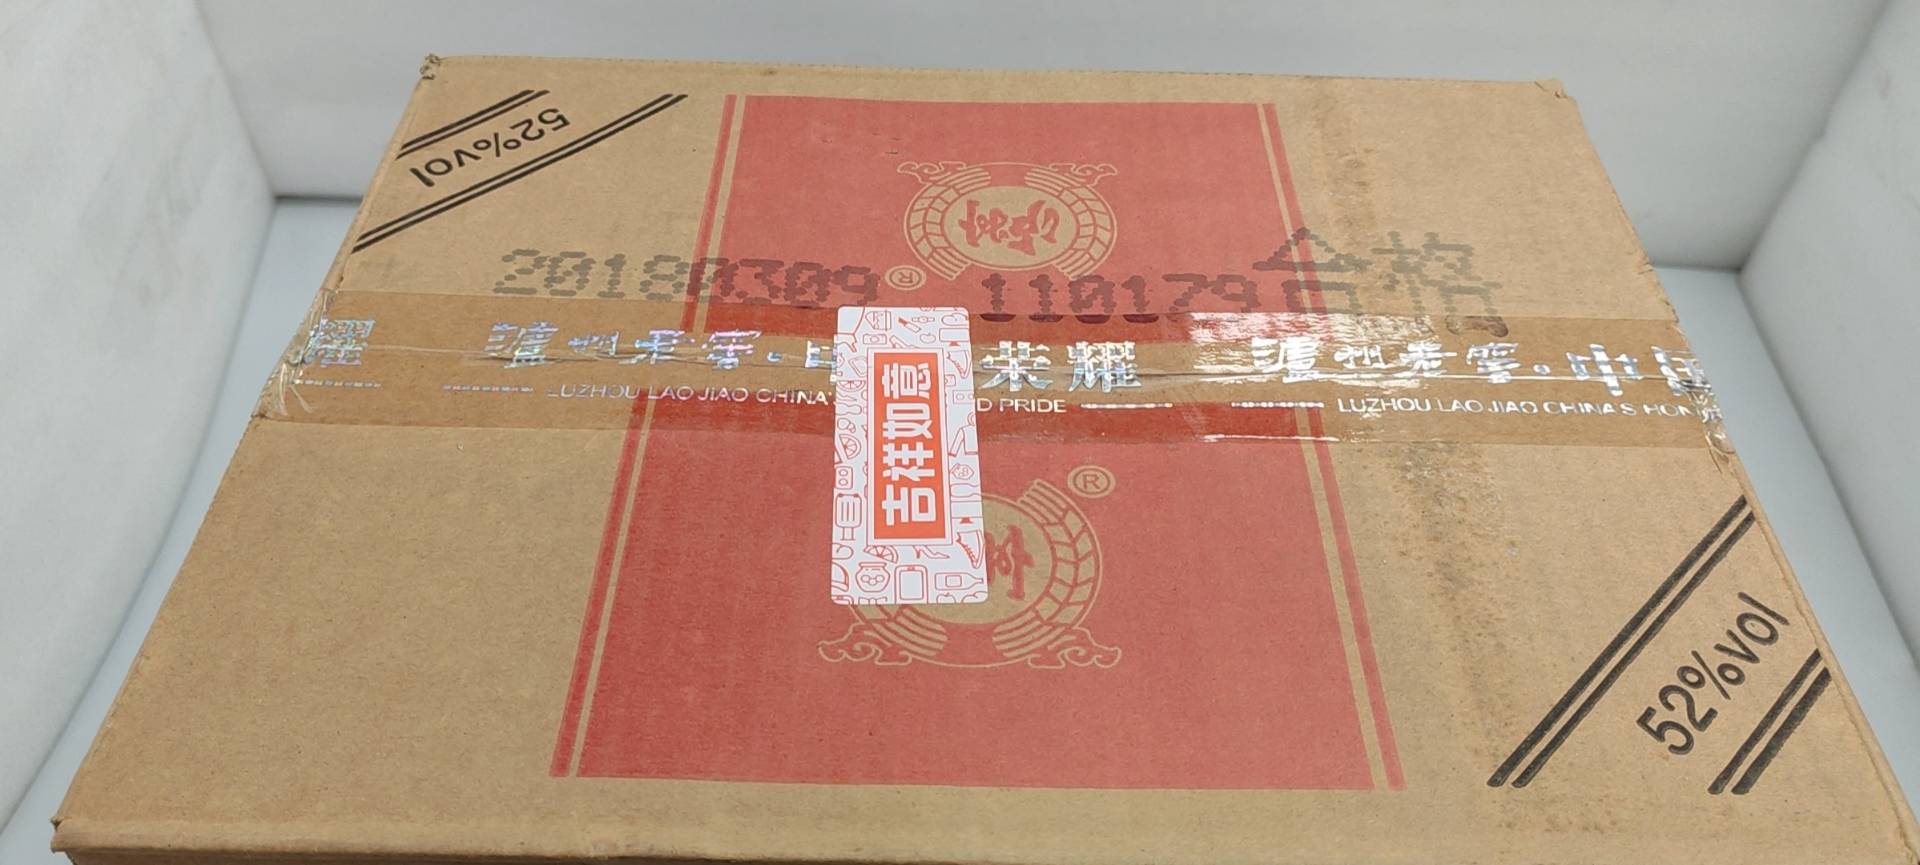 52%vol
®
20180309 110179合格
耀 泸州老窖·中 荣耀 泸州老窖·中国
LUZHOU LAO JIAO CHINA' D PRIDE LUZHOU LAO JIAO CHINA'S HON
吉祥如意
®
52%vol